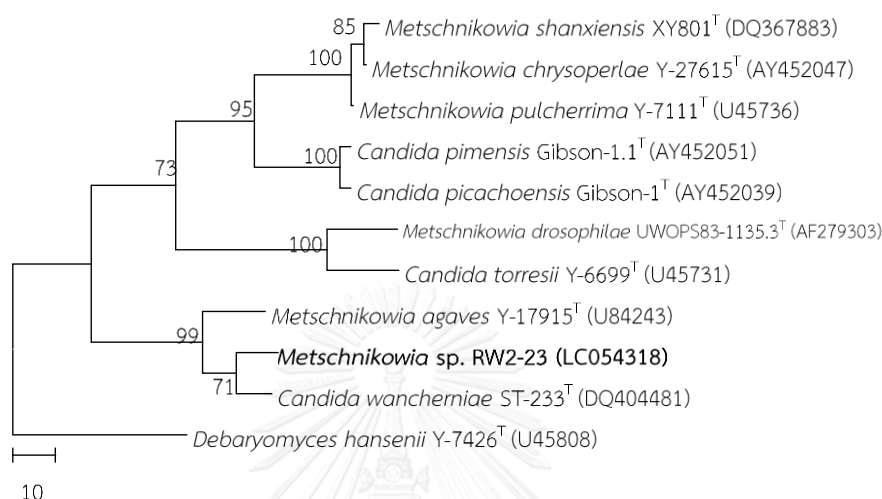 85
Metschnikowia shanxiensis XY801ᵀ (DQ367883)
100
Metschnikowia chrysoperlae Y-27615ᵀ (AY452047)
95
Metschnikowia pulcherrima Y-7111ᵀ (U45736)
100
Candida pimensis Gibson-1.1ᵀ (AY452051)
73
Candida picachoensis Gibson-1ᵀ (AY452039)
100
Metschnikowia drosophilae UWOPS83-1135.3ᵀ (AF279303)
Candida torresii Y-6699ᵀ (U45731)
Metschnikowia agaves Y-17915ᵀ (U84243)
99
Metschnikowia sp. RW2-23 (LC054318)
71
Candida wancherniae ST-233ᵀ (DQ404481)
Debaryomyces hansenii Y-7426ᵀ (U45808)
10